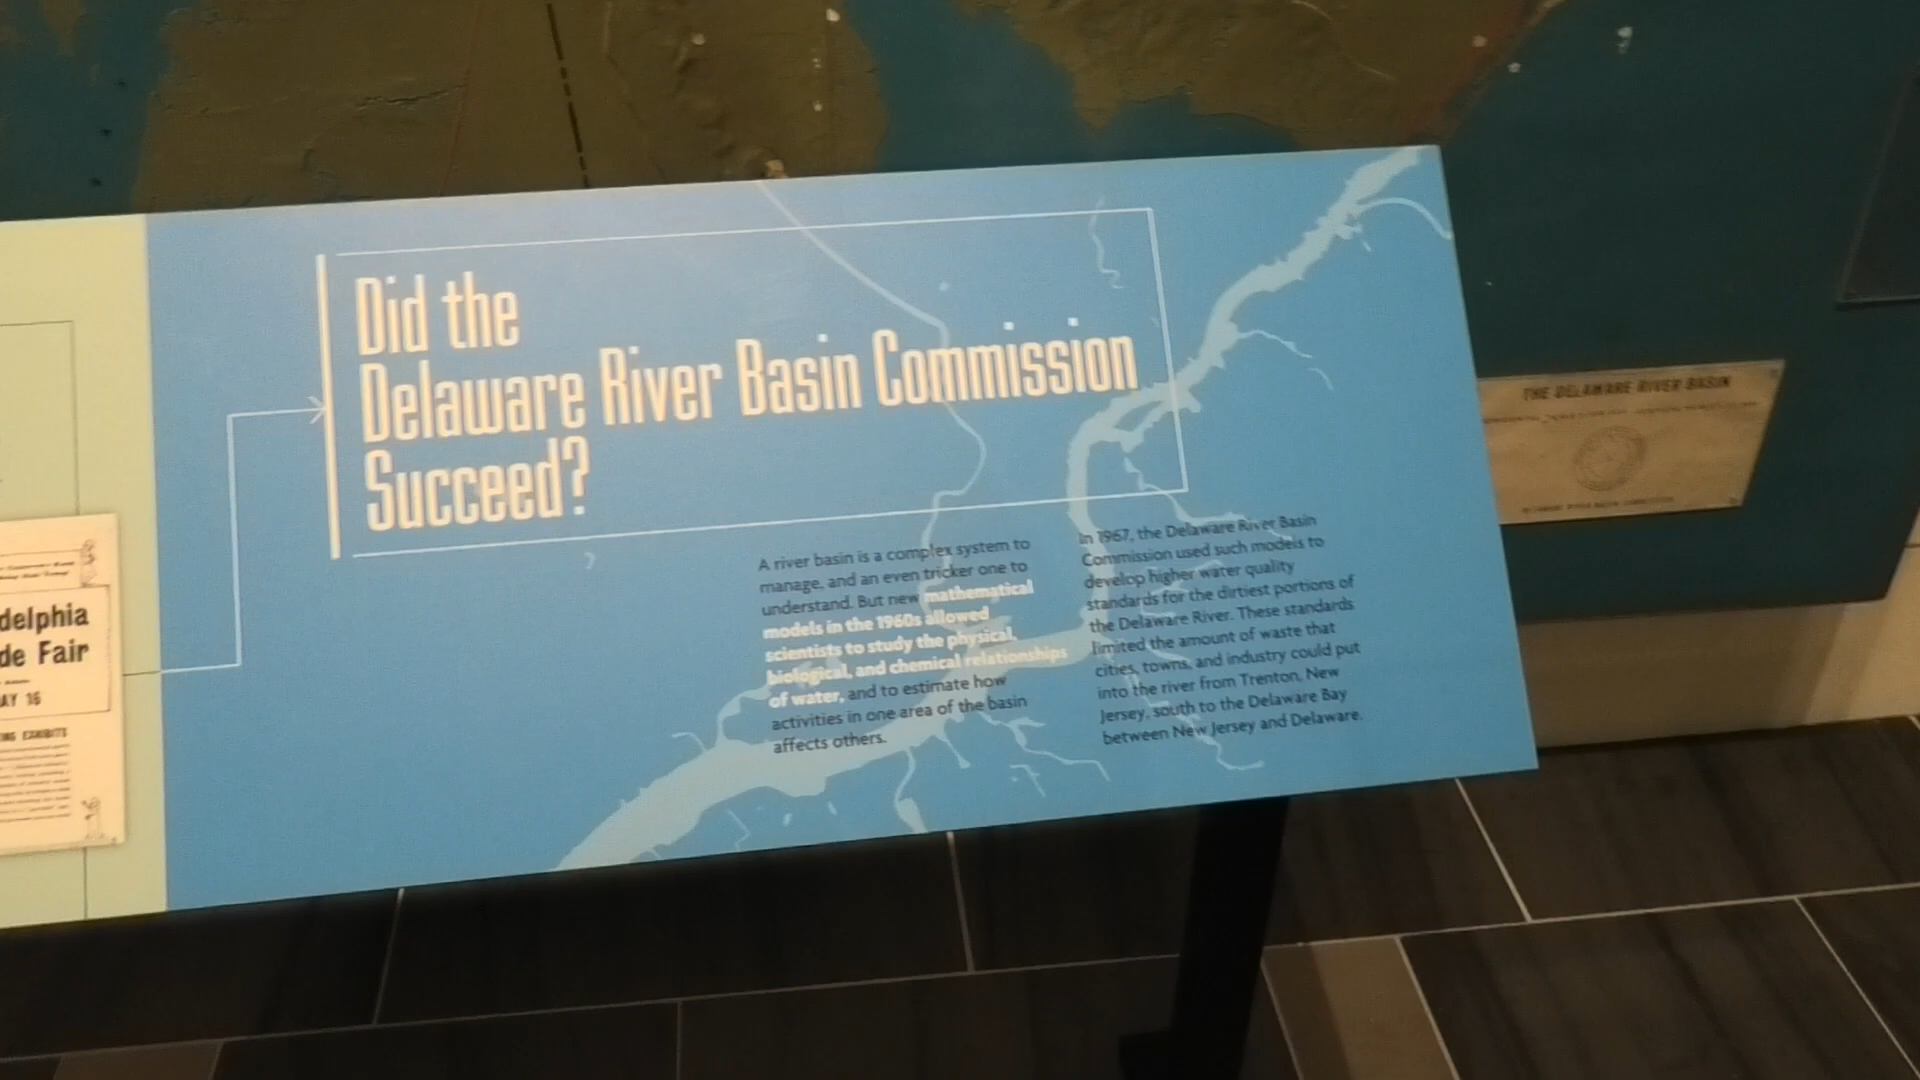 Did the
Delaware River Basin Commission
Succeed?
A river basin is a complex system to
manage, and an even tricker one to
understand. But new mathematical
models in the 1960s allowed
scientists to study the physical,
biological, and chemical relationships
of water, and to estimate how
activities in one area of the basin
affects others.
In 1967, the Delaware River Basin
Commission used such models to
develop higher water quality
standards for the dirtiest portions of
the Delaware River. These standards
limited the amount of waste that
cities, towns, and industry could put
into the river from Trenton, New
Jersey, south to the Delaware Bay
between New Jersey and Delaware.
THE DELAWARE RIVER BASIN
delphia
de Fair
AY 16
EXHIBITS